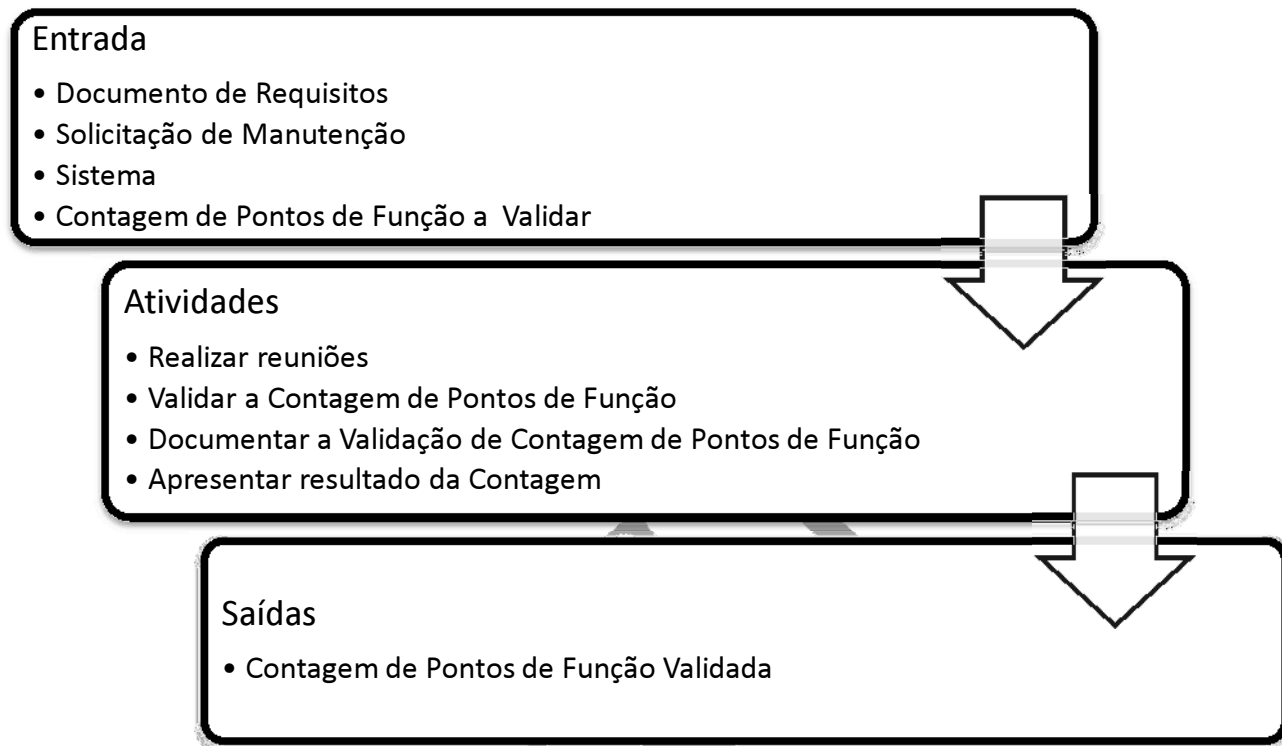 Entrada
• Documento de Requisitos
• Solicitação de Manutenção
• Sistema
• Contagem de Pontos de Função a Validar
Atividades
• Realizar reuniões
• Validar a Contagem de Pontos de Função
• Documentar a Validação de Contagem de Pontos de Função
• Apresentar resultado da Contagem
Saídas
• Contagem de Pontos de Função Validada